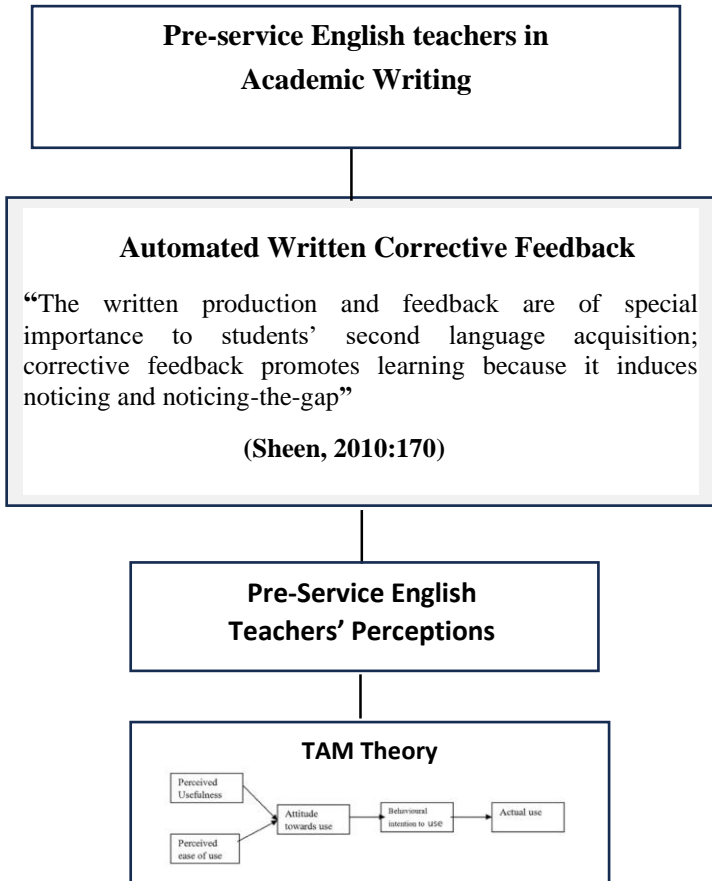 Pre-service English teachers in
Academic Writing
Automated Written Corrective Feedback
“The written production and feedback are of special
importance to students’ second language acquisition;
corrective feedback promotes learning because it induces
noticing and noticing-the-gap”
(Sheen, 2010:170)
Pre-Service English
Teachers’ Perceptions
TAM Theory
Perceived
Usefulness
Attitude
towards use
Behavioural
intention to use
Actual use
Perceived
ease of use